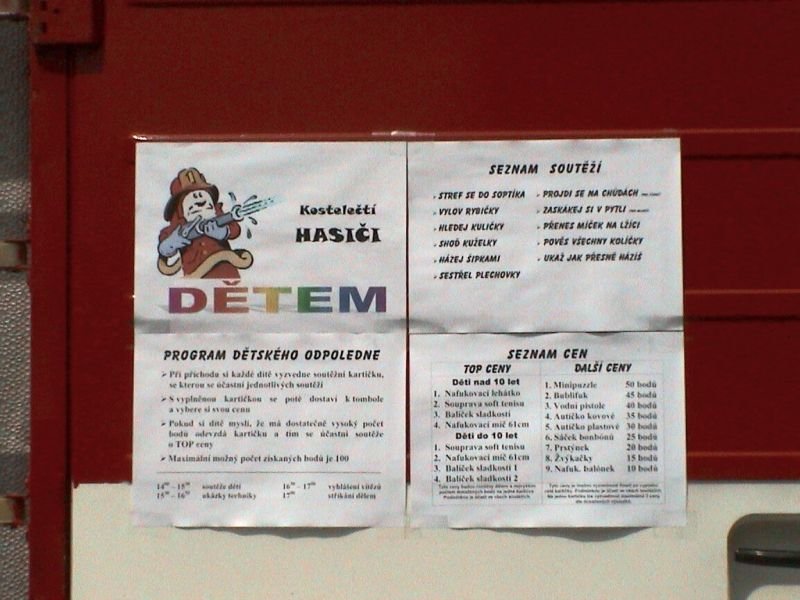 Kostelečtí
HASIČI
DĚTEM
SEZNAM SOUTĚŽÍ
STREF SE DO SOPTÍKA
VYLOV RYBIČKY
HLEDEJ KULIČKY
SHOĎ KUŽELKY
HÁZEJ ŠIPKAMI
SESTŘEL PLECHOVKY
PROJDI SE NA CHŮDÁCH
ZASKÁKEJ SI V PYTLI
PŘENES MÍČEK NA LŽÍCI
POVĚS VŠECHNY KOLÍČKY
UKAŽ JAK PŘESNĚ HÁZÍŠ
PROGRAM DĚTSKÉHO ODPOLEDNE
Při příchodu si každé dítě vyzvedne soutěžní kartičku,
se kterou se účastní jednotlivých soutěží
S vyplněnou kartičkou se poté dostaví k tombole
a vybere si svou cenu
Pokud si dítě myslí, že má dostatečně vysoký počet
bodů odevzdá kartičku a tím se účastní soutěže
o TOP ceny
Maximální možný počet získaných bodů je 100
14⁰⁰ – 15⁰⁰ soutěže dětí
15⁰⁰ – 16³⁰ ukázky techniky
16³⁰ – 17⁰⁰ vyhlášení vítězů
17⁰⁰ stříkání dětem
SEZNAM CEN
TOP CENY
Děti nad 10 let
1. Nafukovací lehátko
2. Souprava soft tenisu
3. Balíček sladkostí
4. Nafukovací míč 61cm
Děti do 10 let
1. Souprava soft tenisu
2. Nafukovací míč 61cm
3. Balíček sladkostí 1
4. Balíček sladkostí 2
DALŠÍ CENY
1. Minipuzzle 50 bodů
2. Bublifuk 45 bodů
3. Vodní pistole 40 bodů
4. Autíčko kovové 35 bodů
5. Autíčko plastové 30 bodů
6. Sáček bonbónů 25 bodů
7. Prstýnek 20 bodů
8. Žvýkačky 15 bodů
9. Nafuk. balónek 10 bodů